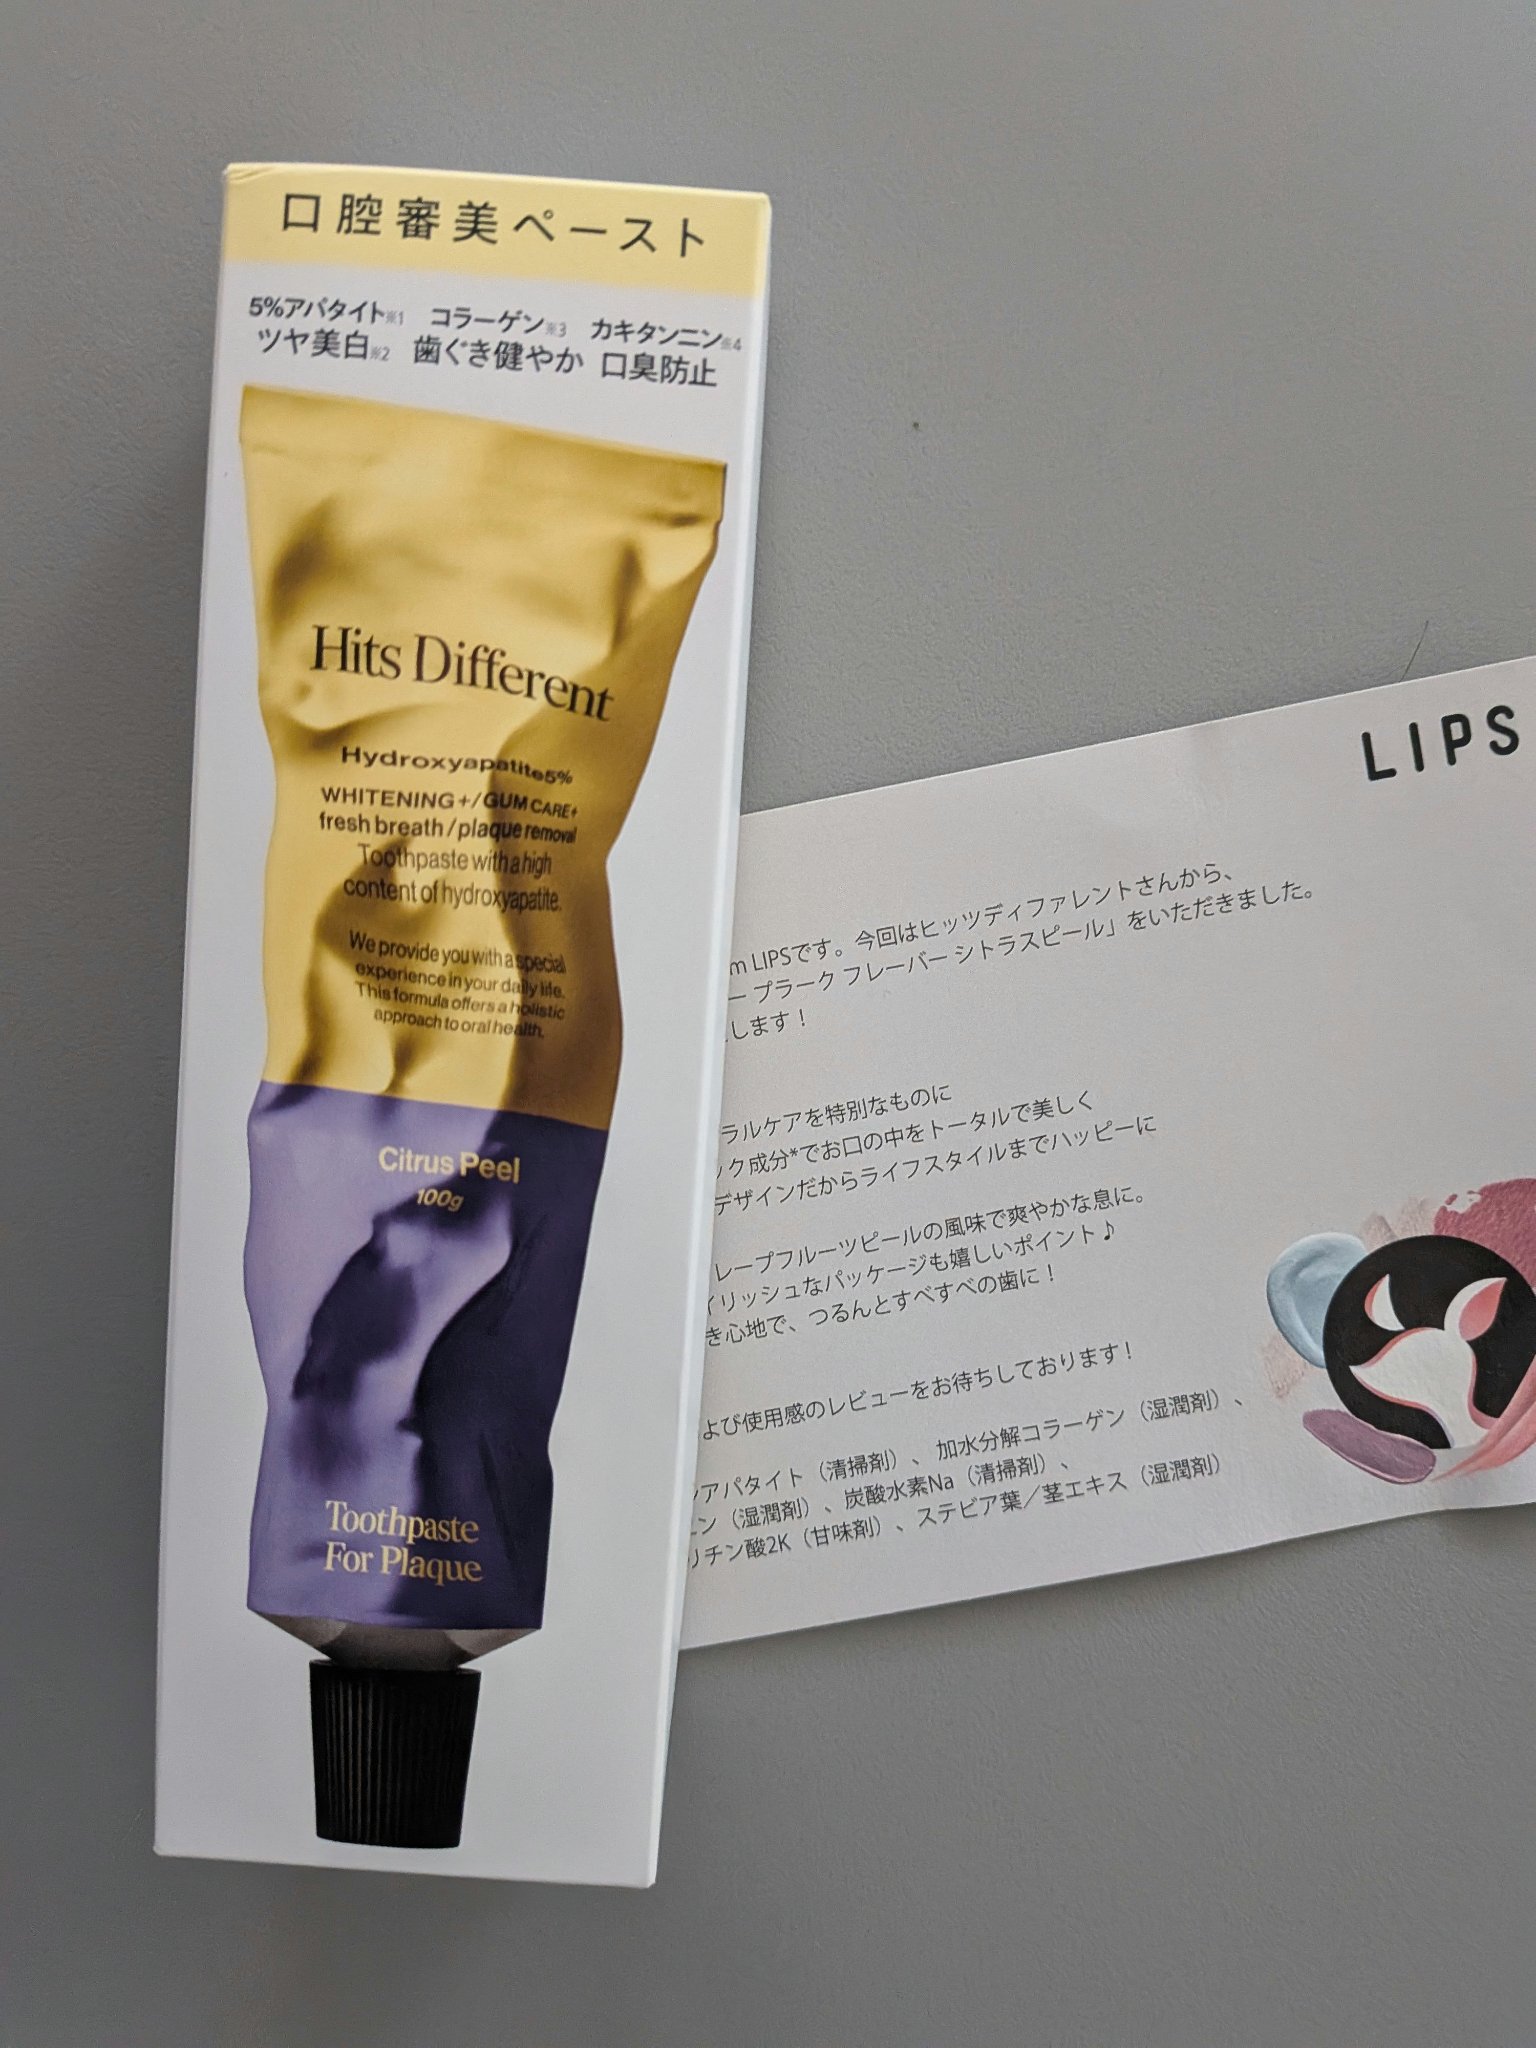 口腔審美ペースト
5%アパタイト※1 コラーゲン※3 カキタンニン※4
ツヤ美白※2 歯ぐき健やか 口臭防止
Hits Different
Hydroxyapatite5%
WHITENING+/GUM CARE+
fresh breath/plaque removal
Toothpaste with a high
content of hydroxyapatite.
We provide you with a special
experience in your daily life.
This formula offers a holistic
approach to oral health.
Citrus Peel
100g
Toothpaste
For Plaque
LIPS
m LIPSです。今回はヒッツディファレントさんから、
ー プラーク フレーバー シトラスピール」をいただきました。
します！
ラルケアを特別なものに
ック成分*でお口の中をトータルで美しく
デザインだからライフスタイルまでハッピーに
レープフルーツピールの風味で爽やかな息に。
イリッシュなパッケージも嬉しいポイント♪
き心地で、つるんとすべすべの歯に！
よび使用感のレビューをお待ちしております！
シアパタイト（清掃剤）、加水分解コラーゲン（湿潤剤）、
ニン（湿潤剤）、炭酸水素Na（清掃剤）、
リチン酸2K（甘味剤）、ステビア葉／茎エキス（湿潤剤）